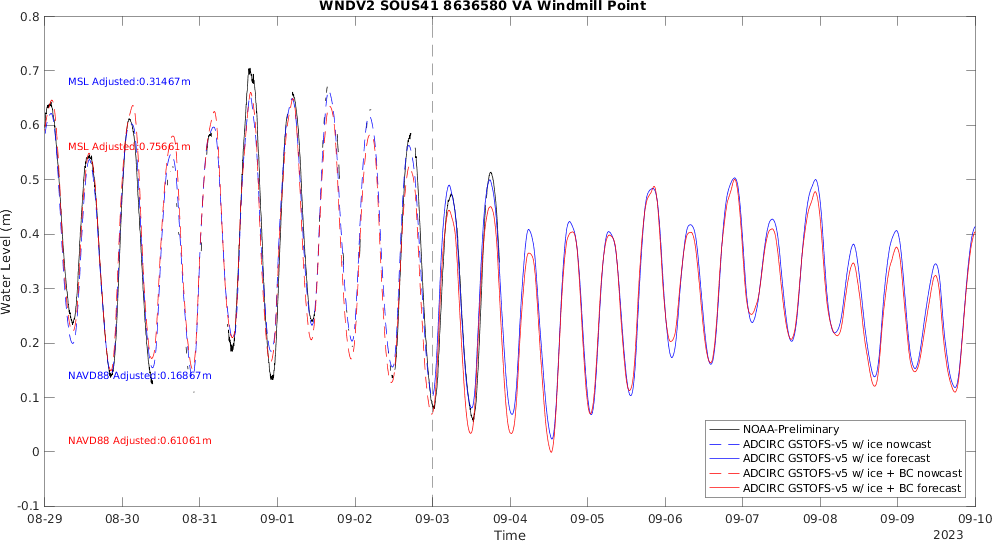 WNDV2 SOUS41 8636580 VA Windmill Point
0.8
0.7
0.6
0.5
0.4
0.3
0.2
0.1
0
-0.1
Water Level (m)
MSL Adjusted:0.31467m
MSL Adjusted:0.75661m
NAVD88 Adjusted:0.16867m
NAVD88 Adjusted:0.61061m
NOAA-Preliminary
ADCIRC GSTOFS-v5 w/ ice nowcast
ADCIRC GSTOFS-v5 w/ ice forecast
ADCIRC GSTOFS-v5 w/ ice + BC nowcast
ADCIRC GSTOFS-v5 w/ ice + BC forecast
08-29 08-30 08-31 09-01 09-02 09-03 09-04 09-05 09-06 09-07 09-08 09-09 09-10
Time
2023